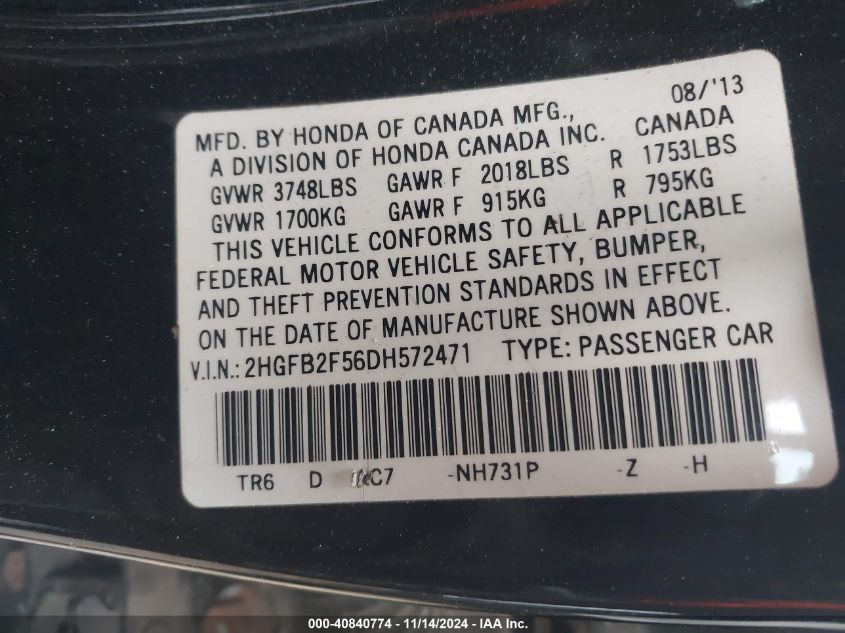 08/'13
MFD. BY HONDA OF CANADA MFG.,
A DIVISION OF HONDA CANADA INC. CANADA
GVWR 3748LBS GAWR F 2018LBS R 1753LBS
GVWR 1700KG GAWR F 915KG R 795KG
THIS VEHICLE CONFORMS TO ALL APPLICABLE
FEDERAL MOTOR VEHICLE SAFETY, BUMPER,
AND THEFT PREVENTION STANDARDS IN EFFECT
ON THE DATE OF MANUFACTURE SHOWN ABOVE.
V.I.N.: 2HGFB2F56DH572471 TYPE: PASSENGER CAR
TR6 D -NH731P -Z -H
000-40840774 - 11/14/2024 - IAA Inc.